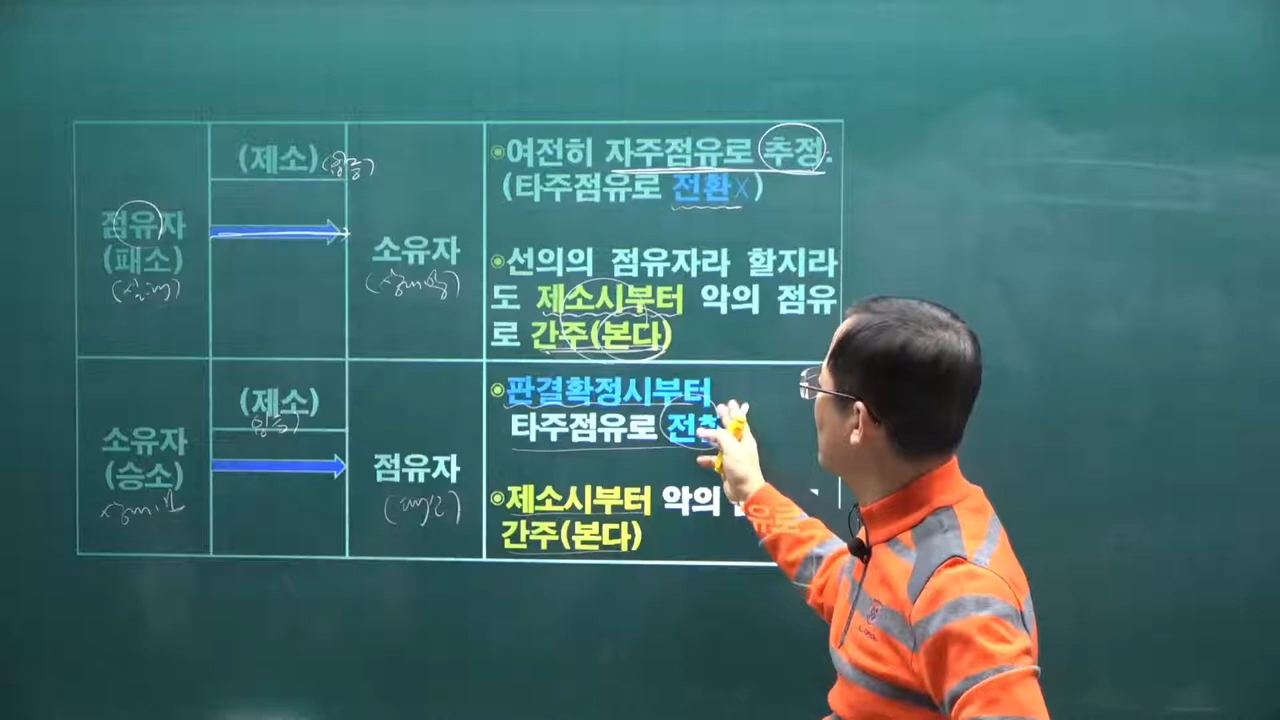 점유자
(패소)
(제소)
소유자
여전히 자주점유로 추정.
(타주점유로 전환X)
선의의 점유자라 할지라
도 제소시부터 악의 점유
로 간주(본다)
소유자
(승소)
(제소)
점유자
판결확정시부터
타주점유로 전환
제소시부터 악의 유로
간주(본다)